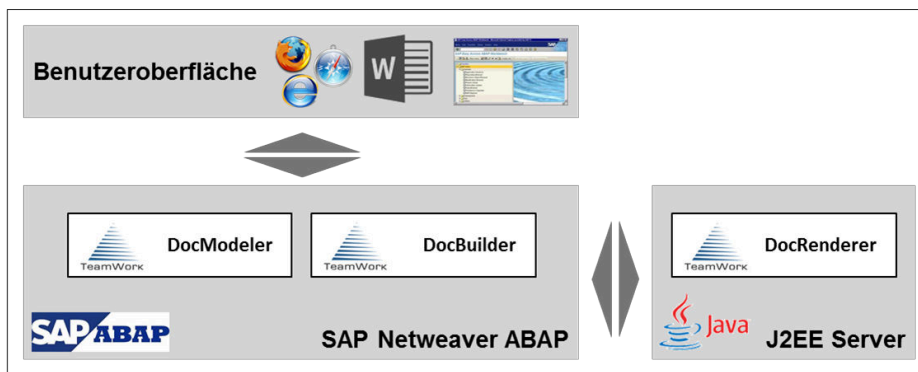 Benutzeroberfläche
W
DocModeler
TeamWork
DocBuilder
TeamWork
DocRenderer
TeamWork
SAP ABAP
SAP Netweaver ABAP
Java
J2EE Server